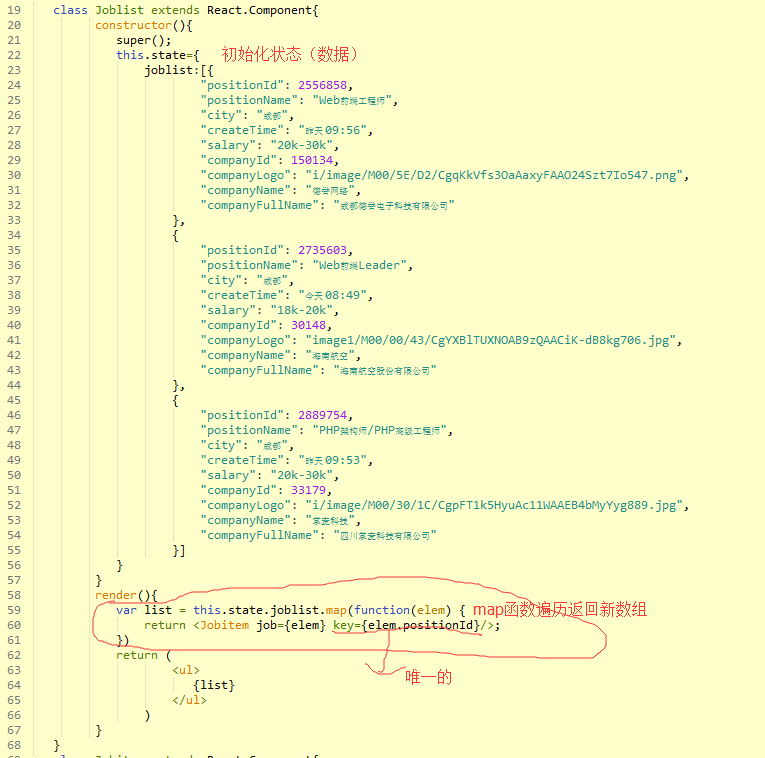 19 class Joblist extends React.Component{
20 constructor(){
21 super();
22 this.state={ 初始化状态（数据）
23 joblist:[{
24 "positionId": 2556858,
25 "positionName": "Web前端工程师",
26 "city": "成都",
27 "createTime": "昨天09:56",
28 "salary": "20k-30k",
29 "companyId": 150134,
30 "companyLogo": "i/image/M00/5E/D2/CgqKkVfs3OaAaxyFAAO24Szt7Io547.png",
31 "companyName": "德誉网络",
32 "companyFullName": "成都德誉电子科技有限公司"
33 },
34 {
35 "positionId": 2735603,
36 "positionName": "Web前端Leader",
37 "city": "成都",
38 "createTime": "今天08:49",
39 "salary": "18k-20k",
40 "companyId": 30148,
41 "companyLogo": "image1/M00/00/43/CgYXBlTUXNOAB9zQAACiK-dB8kg706.jpg",
42 "companyName": "海南航空",
43 "companyFullName": "海南航空股份有限公司"
44 },
45 {
46 "positionId": 2889754,
47 "positionName": "PHP架构师/PHP高级工程师",
48 "city": "成都",
49 "createTime": "昨天09:53",
50 "salary": "20k-30k",
51 "companyId": 33179,
52 "companyLogo": "i/image/M00/30/1C/CgpFT1k5HyuAc11WAAEB4bMyYyg889.jpg",
53 "companyName": "荞麦科技",
54 "companyFullName": "四川荞麦科技有限公司"
55 }]
56 }
57 }
58 render(){
59 var list = this.state.joblist.map(function(elem) { map函数遍历返回新数组
60 return <Jobitem job={elem} key={elem.positionId}/>;
61 })
62 return (
63 <ul>
64 {list} 唯一的
65 </ul>
66 )
67 }
68 }